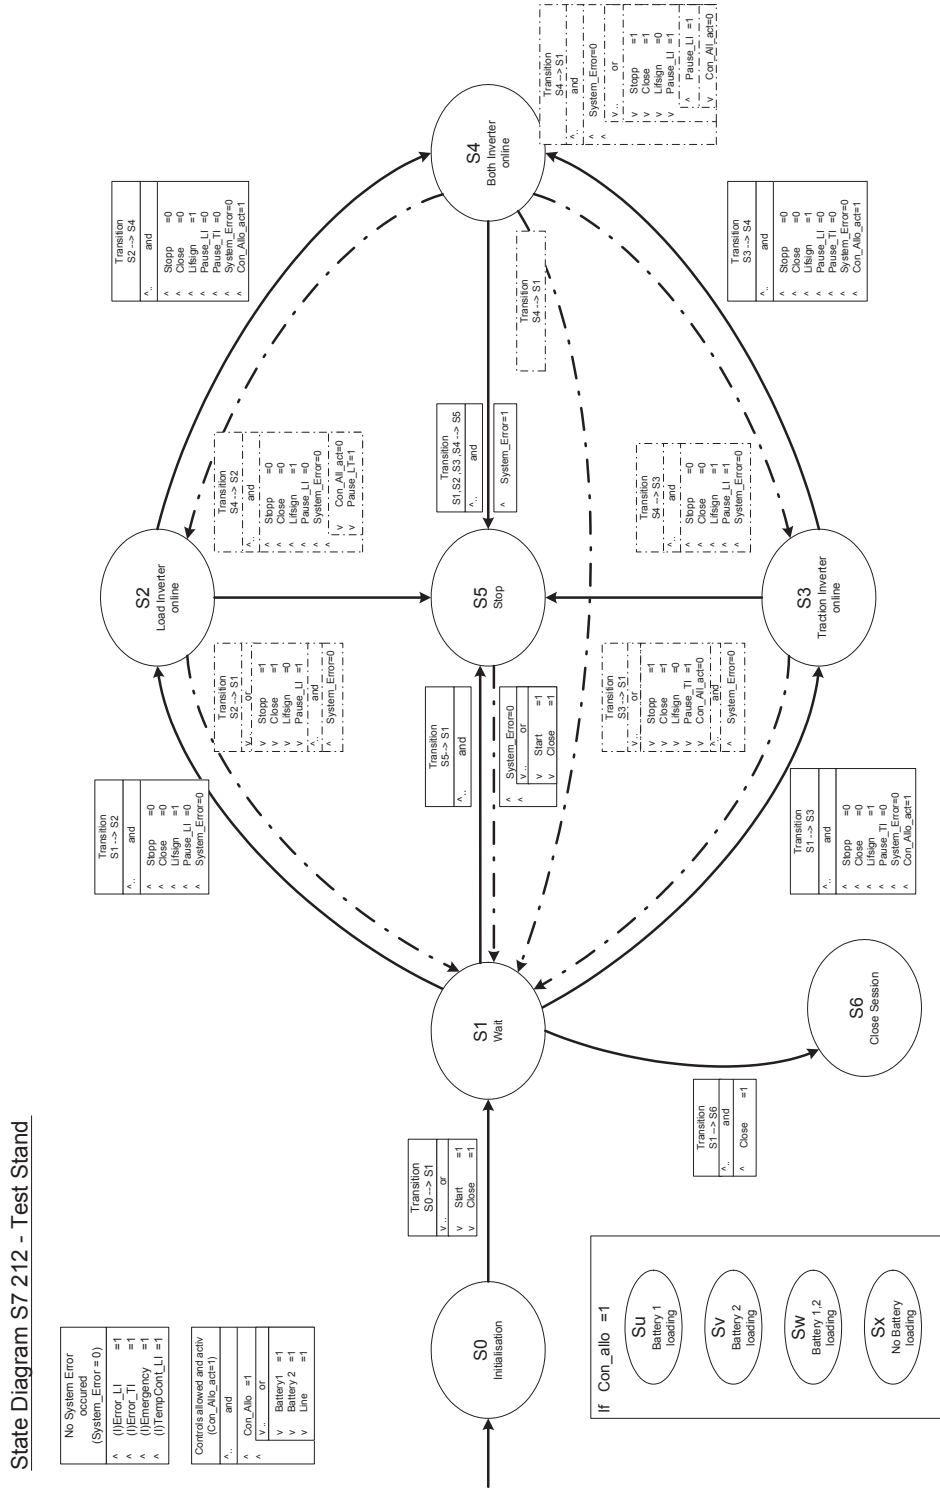 State Diagram S7 212 - Test Stand
No System Error
occured
(System_Error = 0)
^ (I)Error_LI =1
^ (I)Error_TI =1
^ (I)Emergency =1
^ (I)TempCont_LI =1
Controls allowed and activ
(Con_Allo_act=1)
^.. and
^ Con_Allo =1
^ v .. or
v Battery1 =1
v Battery 2 =1
v Line =1
S0
Initialisation
Transition
S0 --> S1
v .. or
v Start =1
v Close =1
If Con_allo =1
Su
Battery 1
loading
Sv
Battery 2
loading
Sw
Battery 1,2
loading
Sx
No Battery
loading
S1
Wait
Transition
S1 --> S6
^.. and
^ Close =1
S6
Close Session
Transition
S1 --> S2
^.. and
^ Stopp =0
^ Close =0
^ Lifsign =1
^ Pause_LI =0
^ System_Error=0
Transition
S2 --> S1
v.. or
v Stopp =1
v Close =1
v Lifsign =0
v Pause_LI =1
^.. and
^ System_Error=0
Transition
S5--> S1
^.. and
^ System_Error=0
^ v .. or
v Start =1
v Close =1
Transition
S3 --> S1
v.. or
v Stopp =1
v Close =1
v Lifsign =0
v Pause_TI =1
v Con_All_act=0
^.. and
^ System_Error=0
Transition
S1 --> S3
^.. and
^ Stopp =0
^ Close =0
^ Lifsign =1
^ Pause_TI =0
^ System_Error=0
^ Con_Allo_act=1
S2
Load Inverter
online
S5
Stop
S3
Traction Inverter
online
Transition
S4 --> S2
^.. and
^ Stopp =0
^ Close =0
^ Lifsign =1
^ Pause_LI =0
^ System_Error=0
^
v Con_All_act=0
v Pause_LT=1
Transition
S1,S2 ,S3 ,S4 --> S5
^.. and
^ System_Error=1
Transition
S4 --> S3
^.. and
^ Stopp =0
^ Close =0
^ Lifsign =1
^ Pause_LI =1
^ System_Error=0
Transition
S2 --> S4
^.. and
^ Stopp =0
^ Close =0
^ Lifsign =1
^ Pause_LI =0
^ Pause_TI =0
^ System_Error=0
^ Con_Allo_act=1
Transition
S4 --> S1
Transition
S3 --> S4
^.. and
^ Stopp =0
^ Close =0
^ Lifsign =1
^ Pause_LI =0
^ Pause_TI =0
^ System_Error=0
^ Con_Allo_act=1
S4
Both Inverter
online
Transition
S4 --> S1
^.. and
^ System_Error=0
^ v .. or
v Stopp =1
v Close =1
v Lifsign =0
v Pause_LI =1
^ Pause_LI =1
v Con_All_act=0